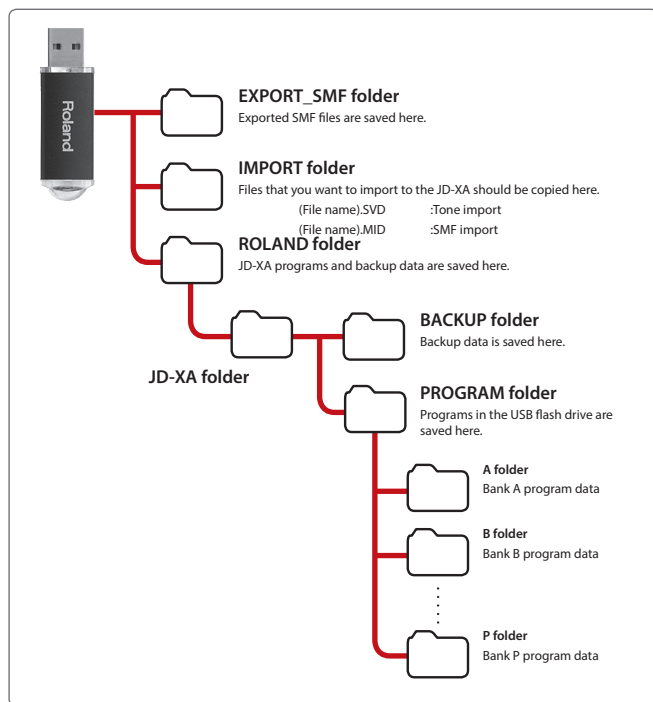 Roland
EXPORT_SMF folder
Exported SMF files are saved here.
IMPORT folder
Files that you want to import to the JD-XA should be copied here.
(File name).SVD :Tone import
(File name).MID :SMF import
ROLAND folder
JD-XA programs and backup data are saved here.
JD-XA folder
BACKUP folder
Backup data is saved here.
PROGRAM folder
Programs in the USB flash drive are
saved here.
A folder
Bank A program data
B folder
Bank B program data
P folder
Bank P program data